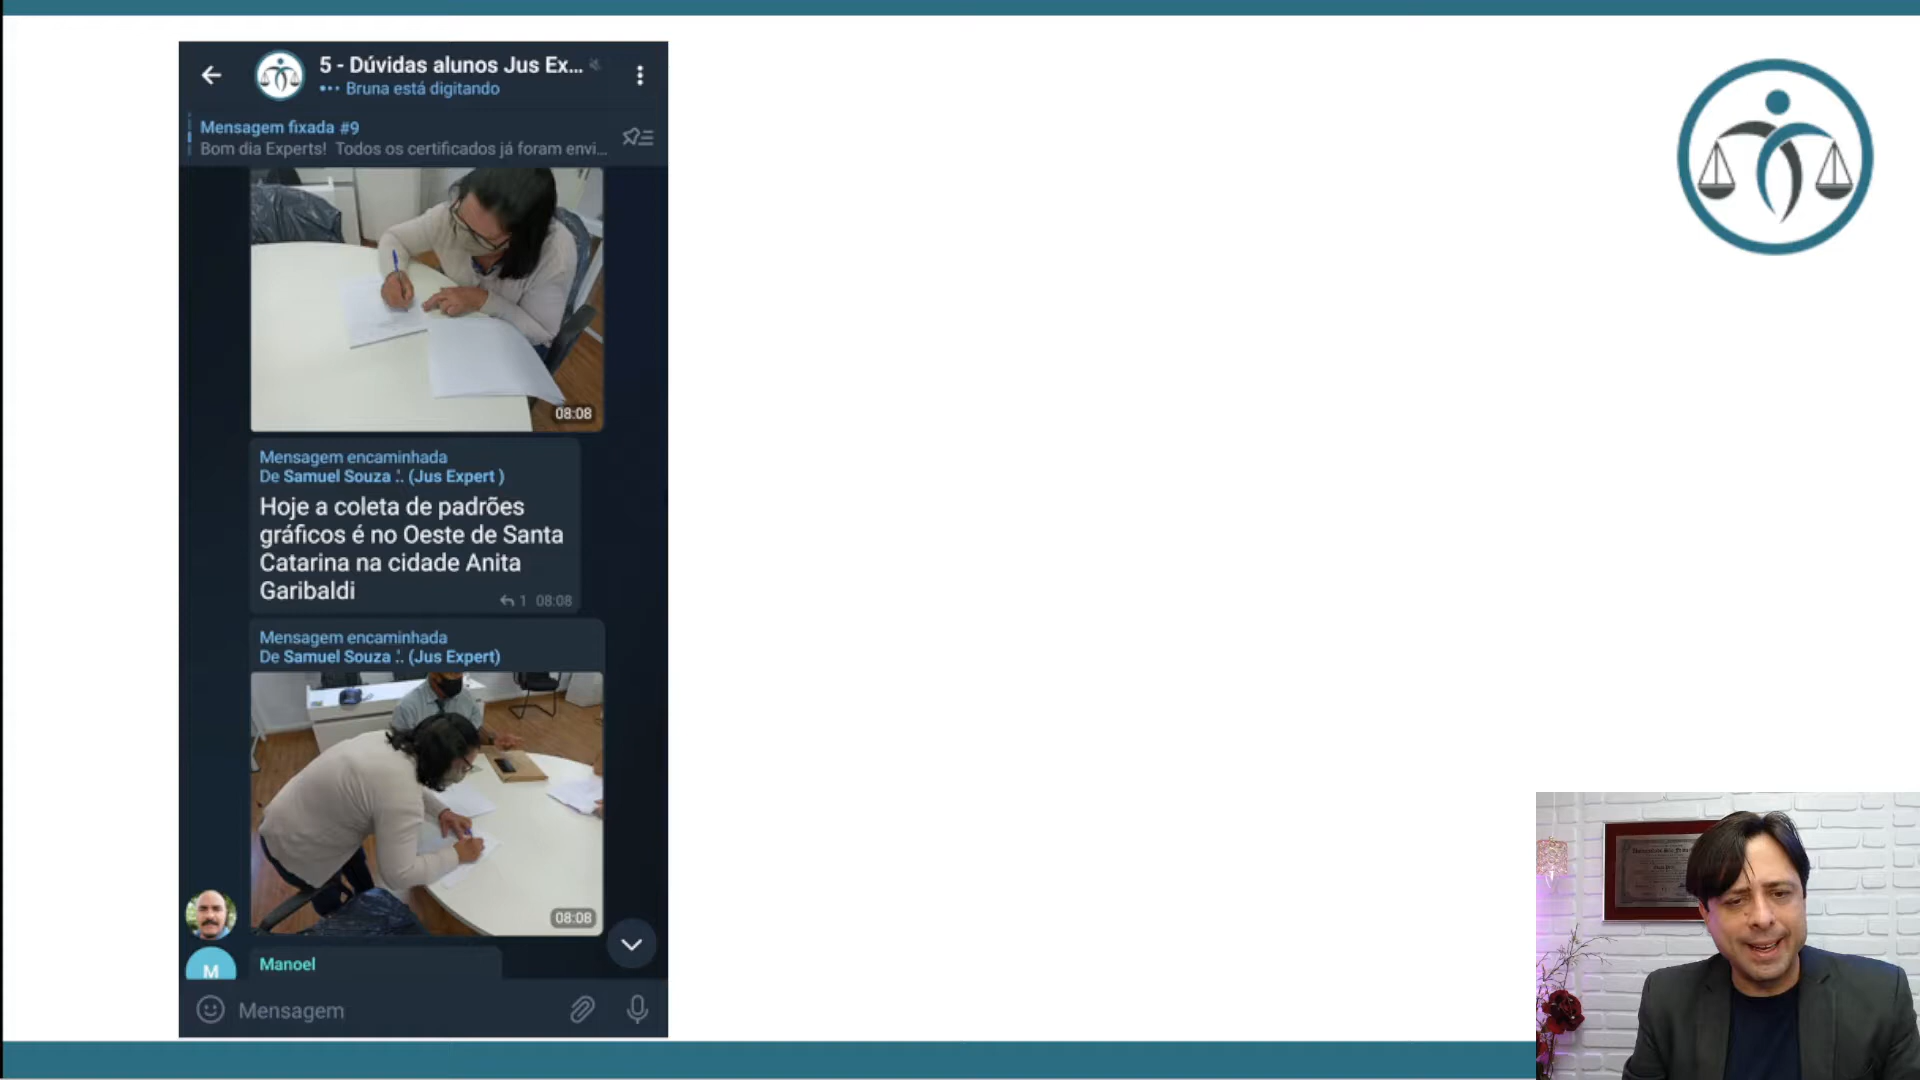 5 - Dúvidas alunos Jus Ex...
Bruna está digitando
Mensagem fixada #9
Bom dia Experts! Todos os certificados já foram envi...
08:08
Mensagem encaminhada
De Samuel Souza ∴ (Jus Expert )
Hoje a coleta de padrões
gráficos é no Oeste de Santa
Catarina na cidade Anita
Garibaldi
1 08:08
Mensagem encaminhada
De Samuel Souza ∴ (Jus Expert)
08:08
M
Manoel
Mensagem